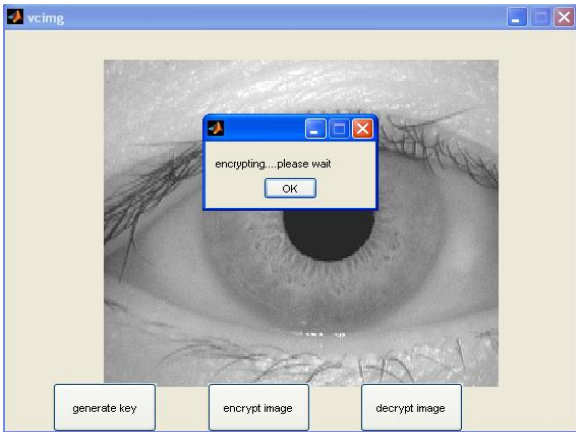 vcimg
encrypting....please wait
OK
generate key
encrypt image
decrypt image